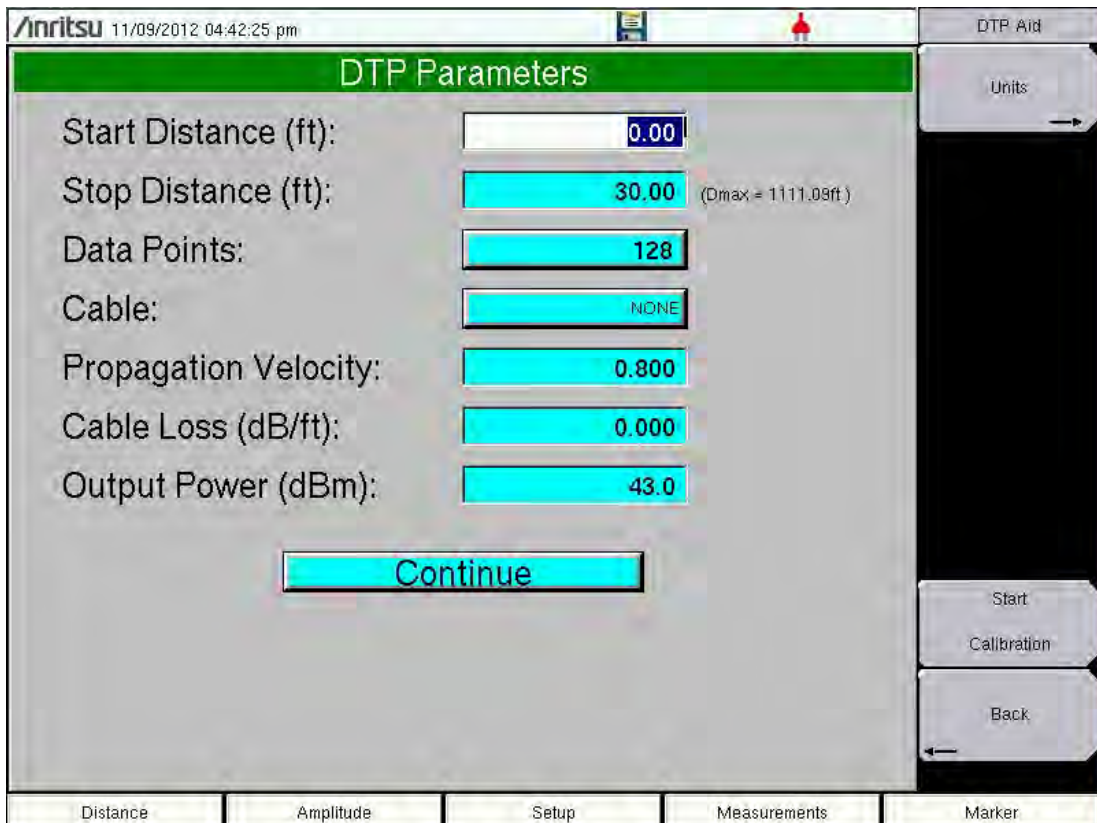 /inritsu 11/09/2012 04:42:25 pm
DTP Aid
DTP Parameters
Units
Start Distance (ft): 0.00
Stop Distance (ft): 30.00 (Dmax = 1111.09ft )
Data Points: 128
Cable: NONE
Propagation Velocity: 0.800
Cable Loss (dB/ft): 0.000
Output Power (dBm): 43.0
Continue
Start
Calibration
Back
Distance Amplitude Setup Measurements Marker